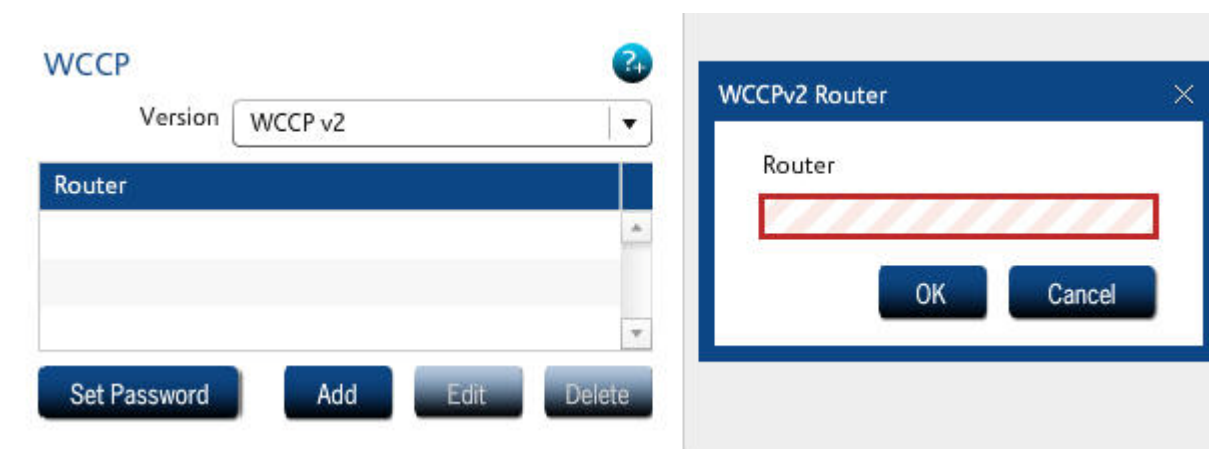 WCCP
?+
Version WCCP v2
Router
Set Password Add Edit Delete
WCCPv2 Router
Router
OK Cancel